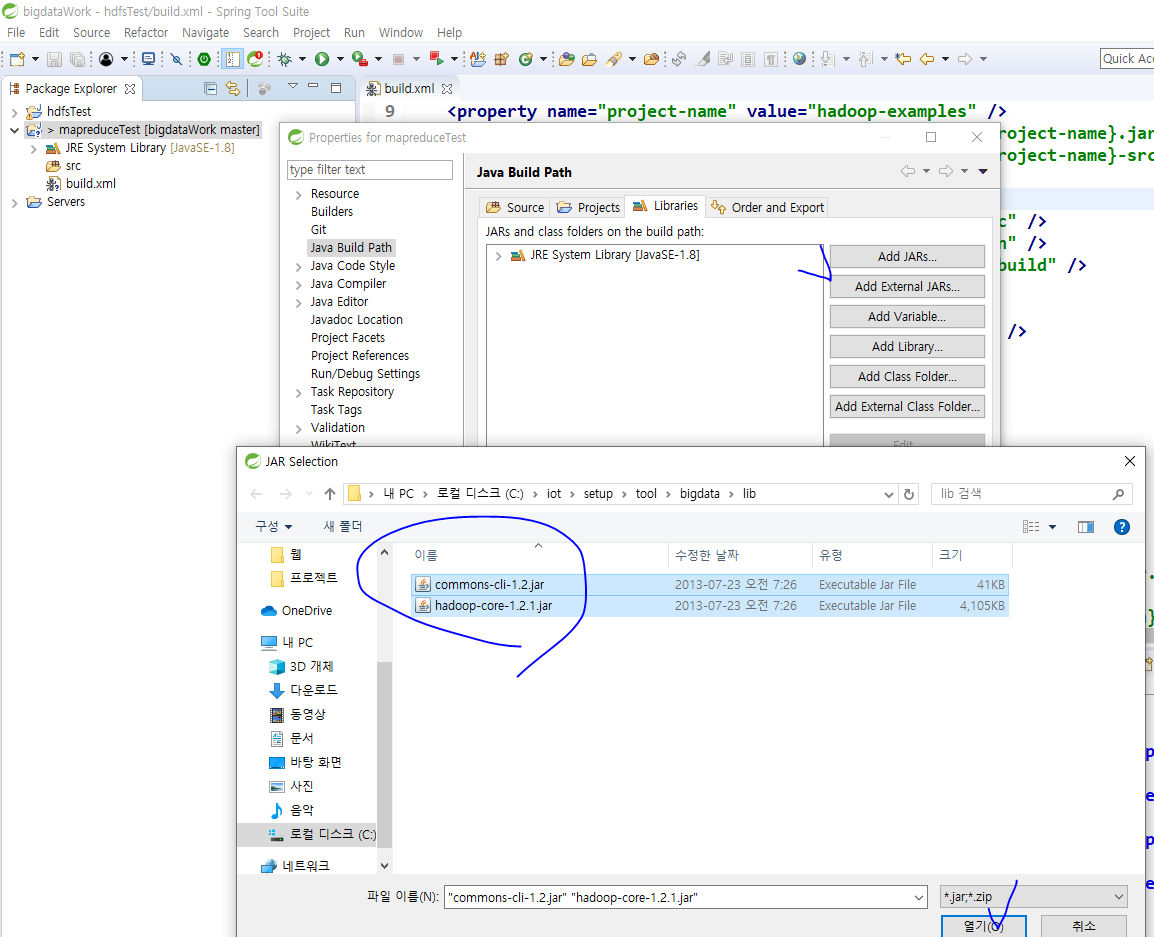 bigdataWork - hdfsTest/build.xml - Spring Tool Suite
File Edit Source Refactor Navigate Search Project Run Window Help
Quick Acc
Package Explorer
build.xml
hdfsTest
> mapreduceTest [bigdataWork master]
JRE System Library [JavaSE-1.8]
src
build.xml
Servers
9 <property name="project-name" value="hadoop-examples" />
roject-name}.jar
roject-name}-src
c" />
n" />
build" />
/>
Properties for mapreduceTest
type filter text
Resource
Builders
Git
Java Build Path
Java Code Style
Java Compiler
Java Editor
Javadoc Location
Project Facets
Project References
Run/Debug Settings
Task Repository
Task Tags
Validation
WikiText
Java Build Path
Source Projects Libraries Order and Export
JARs and class folders on the build path:
JRE System Library [JavaSE-1.8]
Add JARs...
Add External JARs...
Add Variable...
Add Library...
Add Class Folder...
Add External Class Folder...
Edit
JAR Selection
내 PC > 로컬 디스크 (C:) > iot > setup > tool > bigdata > lib
lib 검색
구성 새 폴더
웹
프로젝트
OneDrive
내 PC
3D 개체
다운로드
동영상
문서
바탕 화면
사진
음악
로컬 디스크 (C:)
네트워크
이름 수정한 날짜 유형 크기
commons-cli-1.2.jar 2013-07-23 오전 7:26 Executable Jar File 41KB
hadoop-core-1.2.1.jar 2013-07-23 오전 7:26 Executable Jar File 4,105KB
파일 이름(N): "commons-cli-1.2.jar" "hadoop-core-1.2.1.jar"
*.jar;*.zip
열기(O) 취소